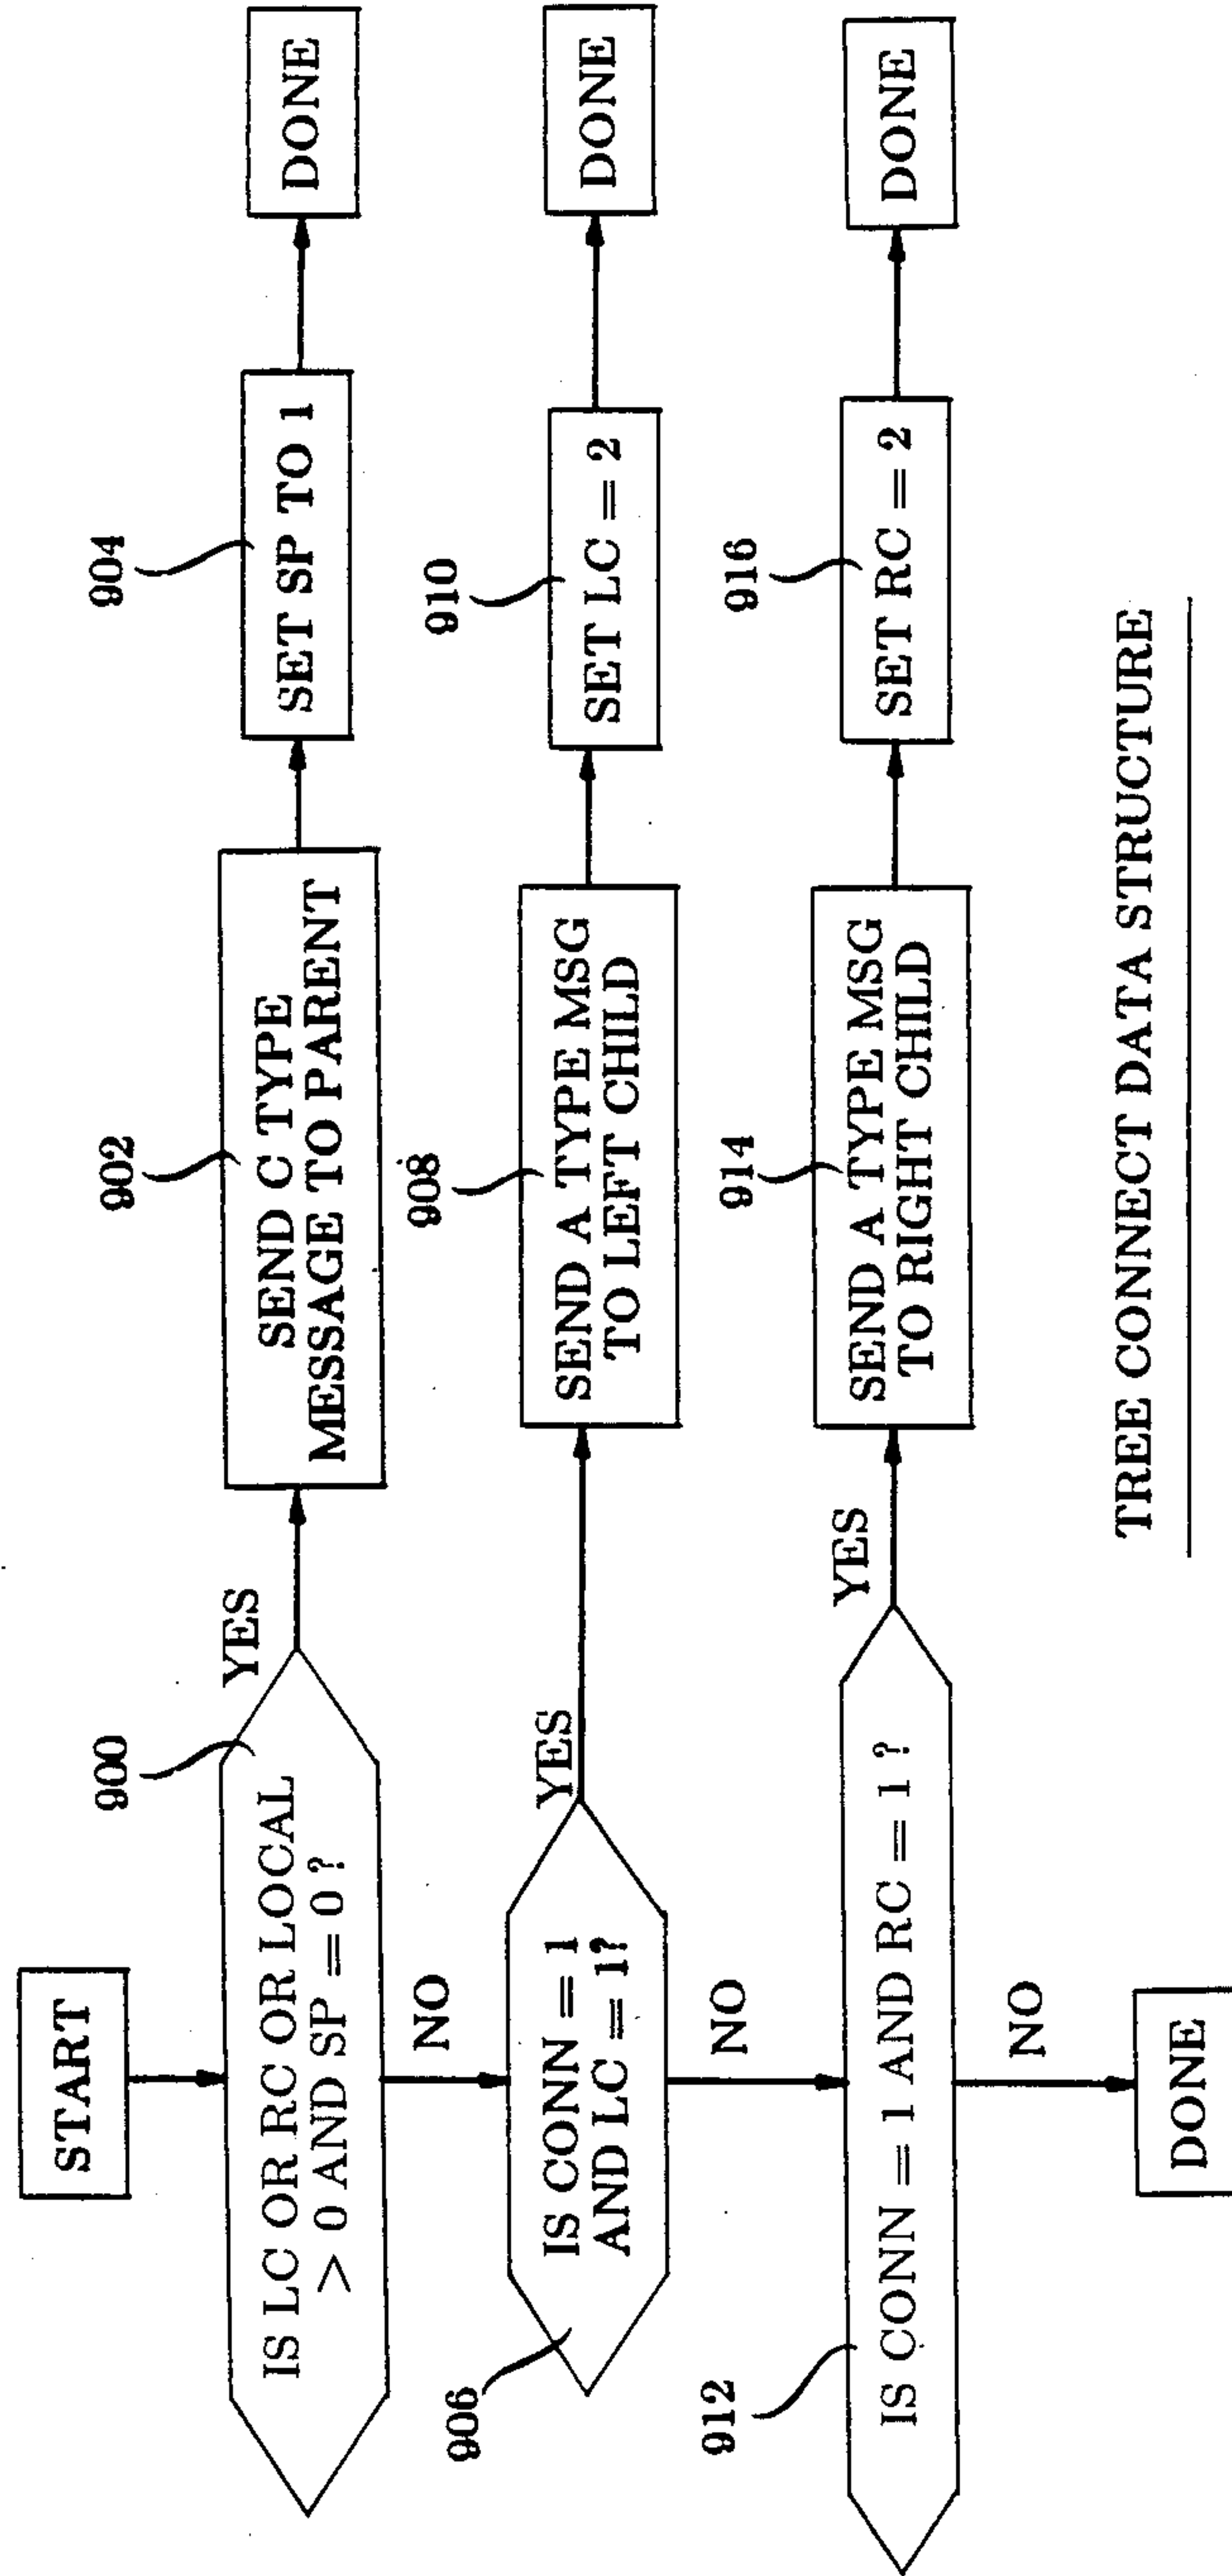 START
900
IS LC OR RC OR LOCAL
> 0 AND SP = 0 ?
YES
902
SEND C TYPE
MESSAGE TO PARENT
904
SET SP TO 1
DONE
NO
906
IS CONN = 1
AND LC = 1?
YES
908
SEND A TYPE MSG
TO LEFT CHILD
910
SET LC = 2
DONE
NO
912
IS CONN = 1 AND RC = 1 ?
YES
914
SEND A TYPE MSG
TO RIGHT CHILD
916
SET RC = 2
DONE
NO
DONE
TREE CONNECT DATA STRUCTURE